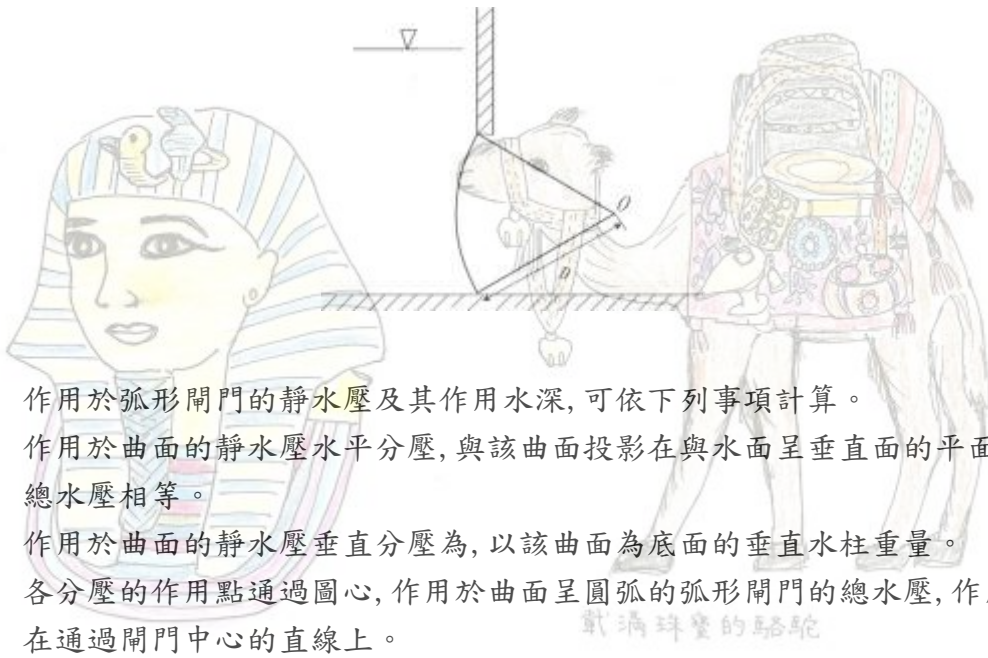 O
R
作用於弧形閘門的靜水壓及其作用水深,可依下列事項計算。
作用於曲面的靜水壓水平分壓,與該曲面投影在與水面呈垂直面的平面
總水壓相等。
作用於曲面的靜水壓垂直分壓為,以該曲面為底面的垂直水柱重量。
各分壓的作用點通過圖心,作用於曲面呈圓弧的弧形閘門的總水壓,作
在通過閘門中心的直線上。
戴滿珠寶的駱駝